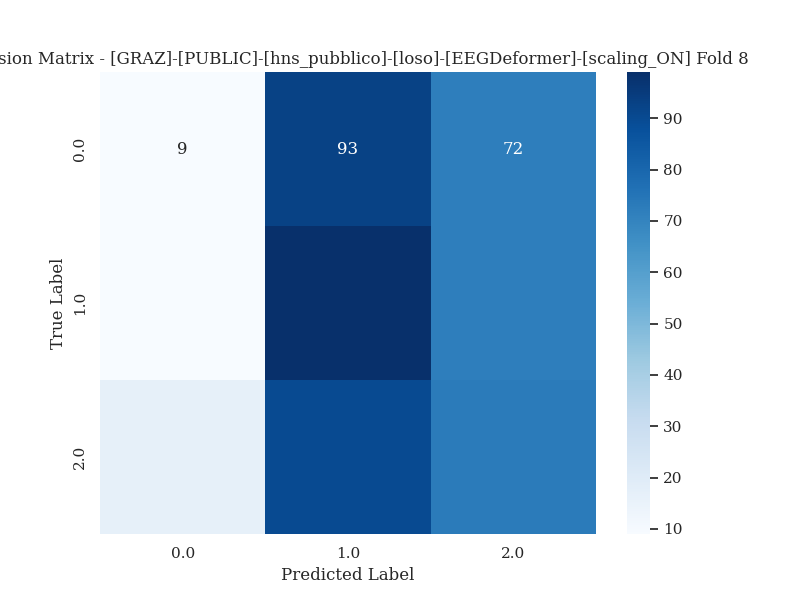 sion Matrix - [GRAZ]-[PUBLIC]-[hns_pubblico]-[loso]-[EEGDeformer]-[scaling_ON] Fold 8
9 93 72
0.0
1.0
2.0
True Label
0.0 1.0 2.0
Predicted Label
90
80
70
60
50
40
30
20
10